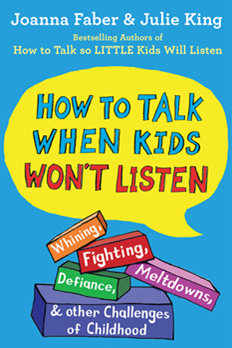 Joanna Faber & Julie King
Bestselling Authors of
How to Talk so LITTLE Kids Will Listen
HOW TO TALK
WHEN KIDS
WON'T LISTEN
Whining,
Fighting,
Meltdowns,
Defiance,
& other Challenges
of Childhood